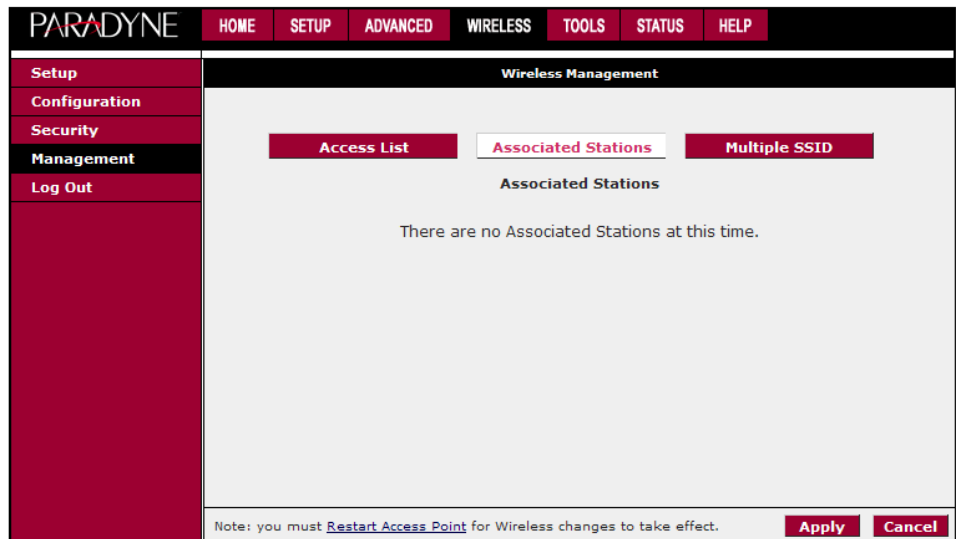 PARADYNE
HOME SETUP ADVANCED WIRELESS TOOLS STATUS HELP
Setup
Configuration
Security
Management
Log Out
Wireless Management
Access List Associated Stations Multiple SSID
Associated Stations
There are no Associated Stations at this time.
Note: you must Restart Access Point for Wireless changes to take effect.
Apply Cancel